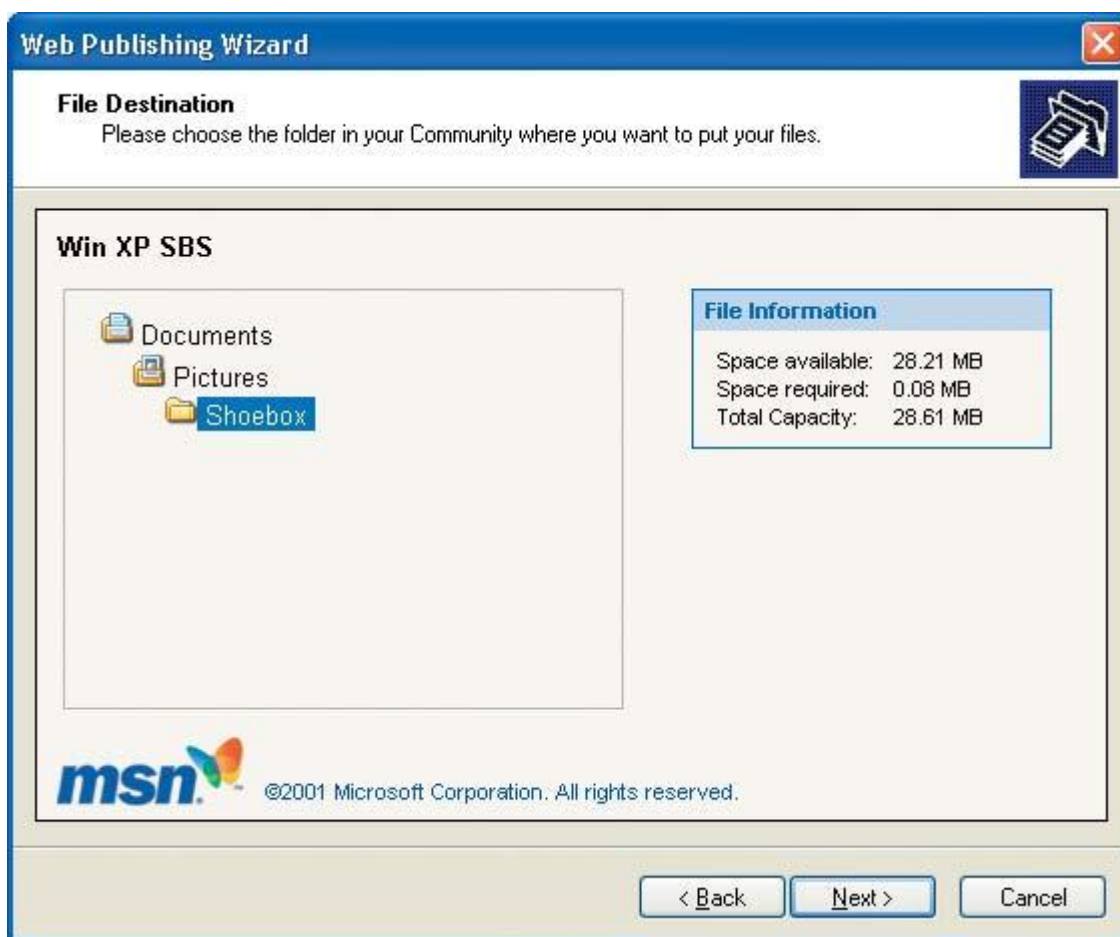 Web Publishing Wizard
File Destination
Please choose the folder in your Community where you want to put your files.
Win XP SBS
Documents
Pictures
Shoebox
File Information
Space available: 28.21 MB
Space required: 0.08 MB
Total Capacity: 28.61 MB
msn
©2001 Microsoft Corporation. All rights reserved.
< Back
Next >
Cancel